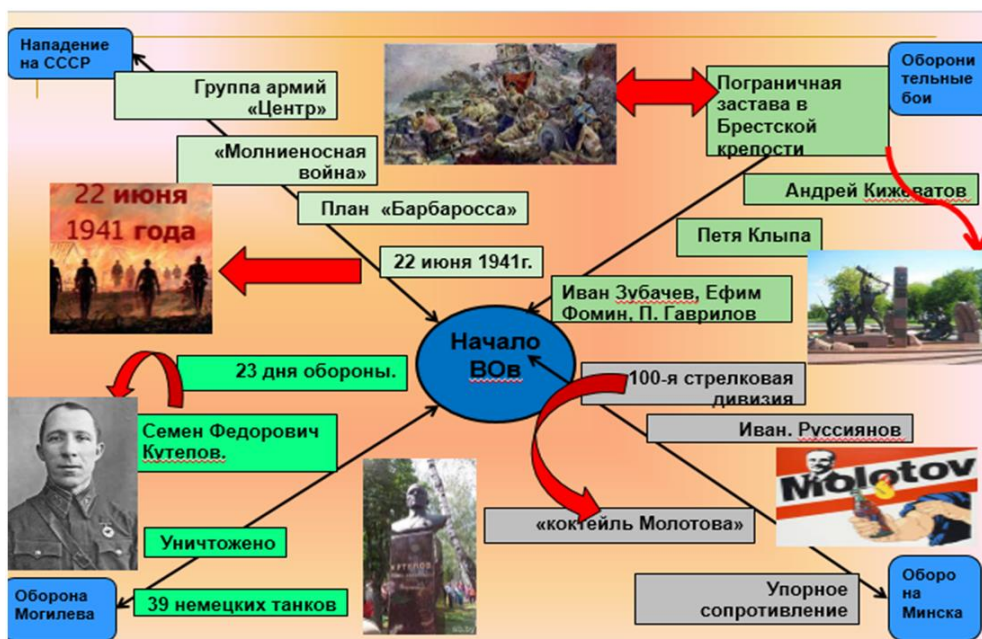 Нападение
на СССР
Группа армий
«Центр»
«Молниеносная
война»
План «Барбаросса»
22 июня 1941г.
22 июня
1941 года
Оборони
тельные
бои
Пограничная
застава в
Брестской
крепости
Андрей Кижеватов
Петя Клыпа
Иван Зубачев, Ефим
Фомин, П. Гаврилов
Начало
ВОв
23 дня обороны.
Семен Федорович
Кутепов.
Уничтожено
39 немецких танков
Оборона
Могилева
КУТЕПОВ
100-я стрелковая
дивизия
Иван. Руссиянов
Molotov
«коктейль Молотова»
Упорное
сопротивление
Оборо
на
Минска